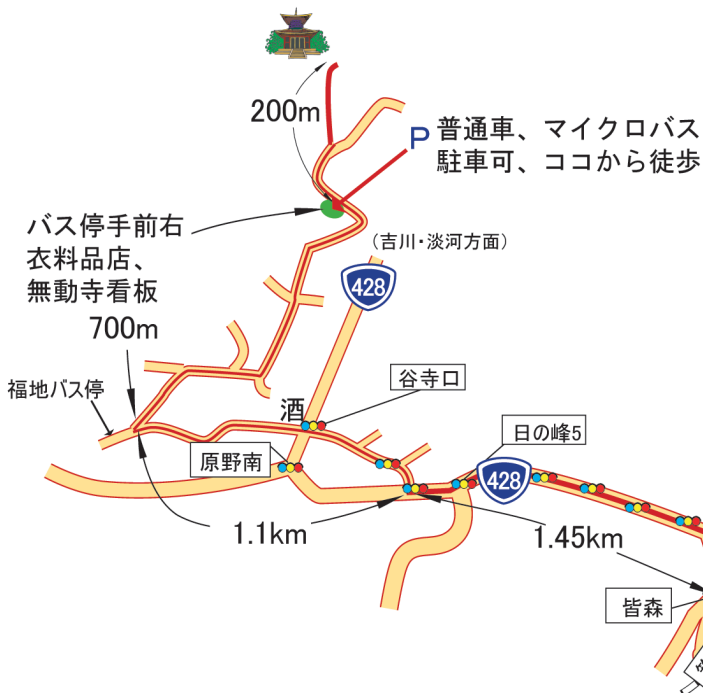 200m
P
普通車、マイクロバス
駐車可、ココから徒歩
バス停手前右
衣料品店、
無動寺看板
700m
(吉川・淡河方面)
428
福地バス停
酒
谷寺口
原野南
日の峰5
428
1.1km
1.45km
皆森